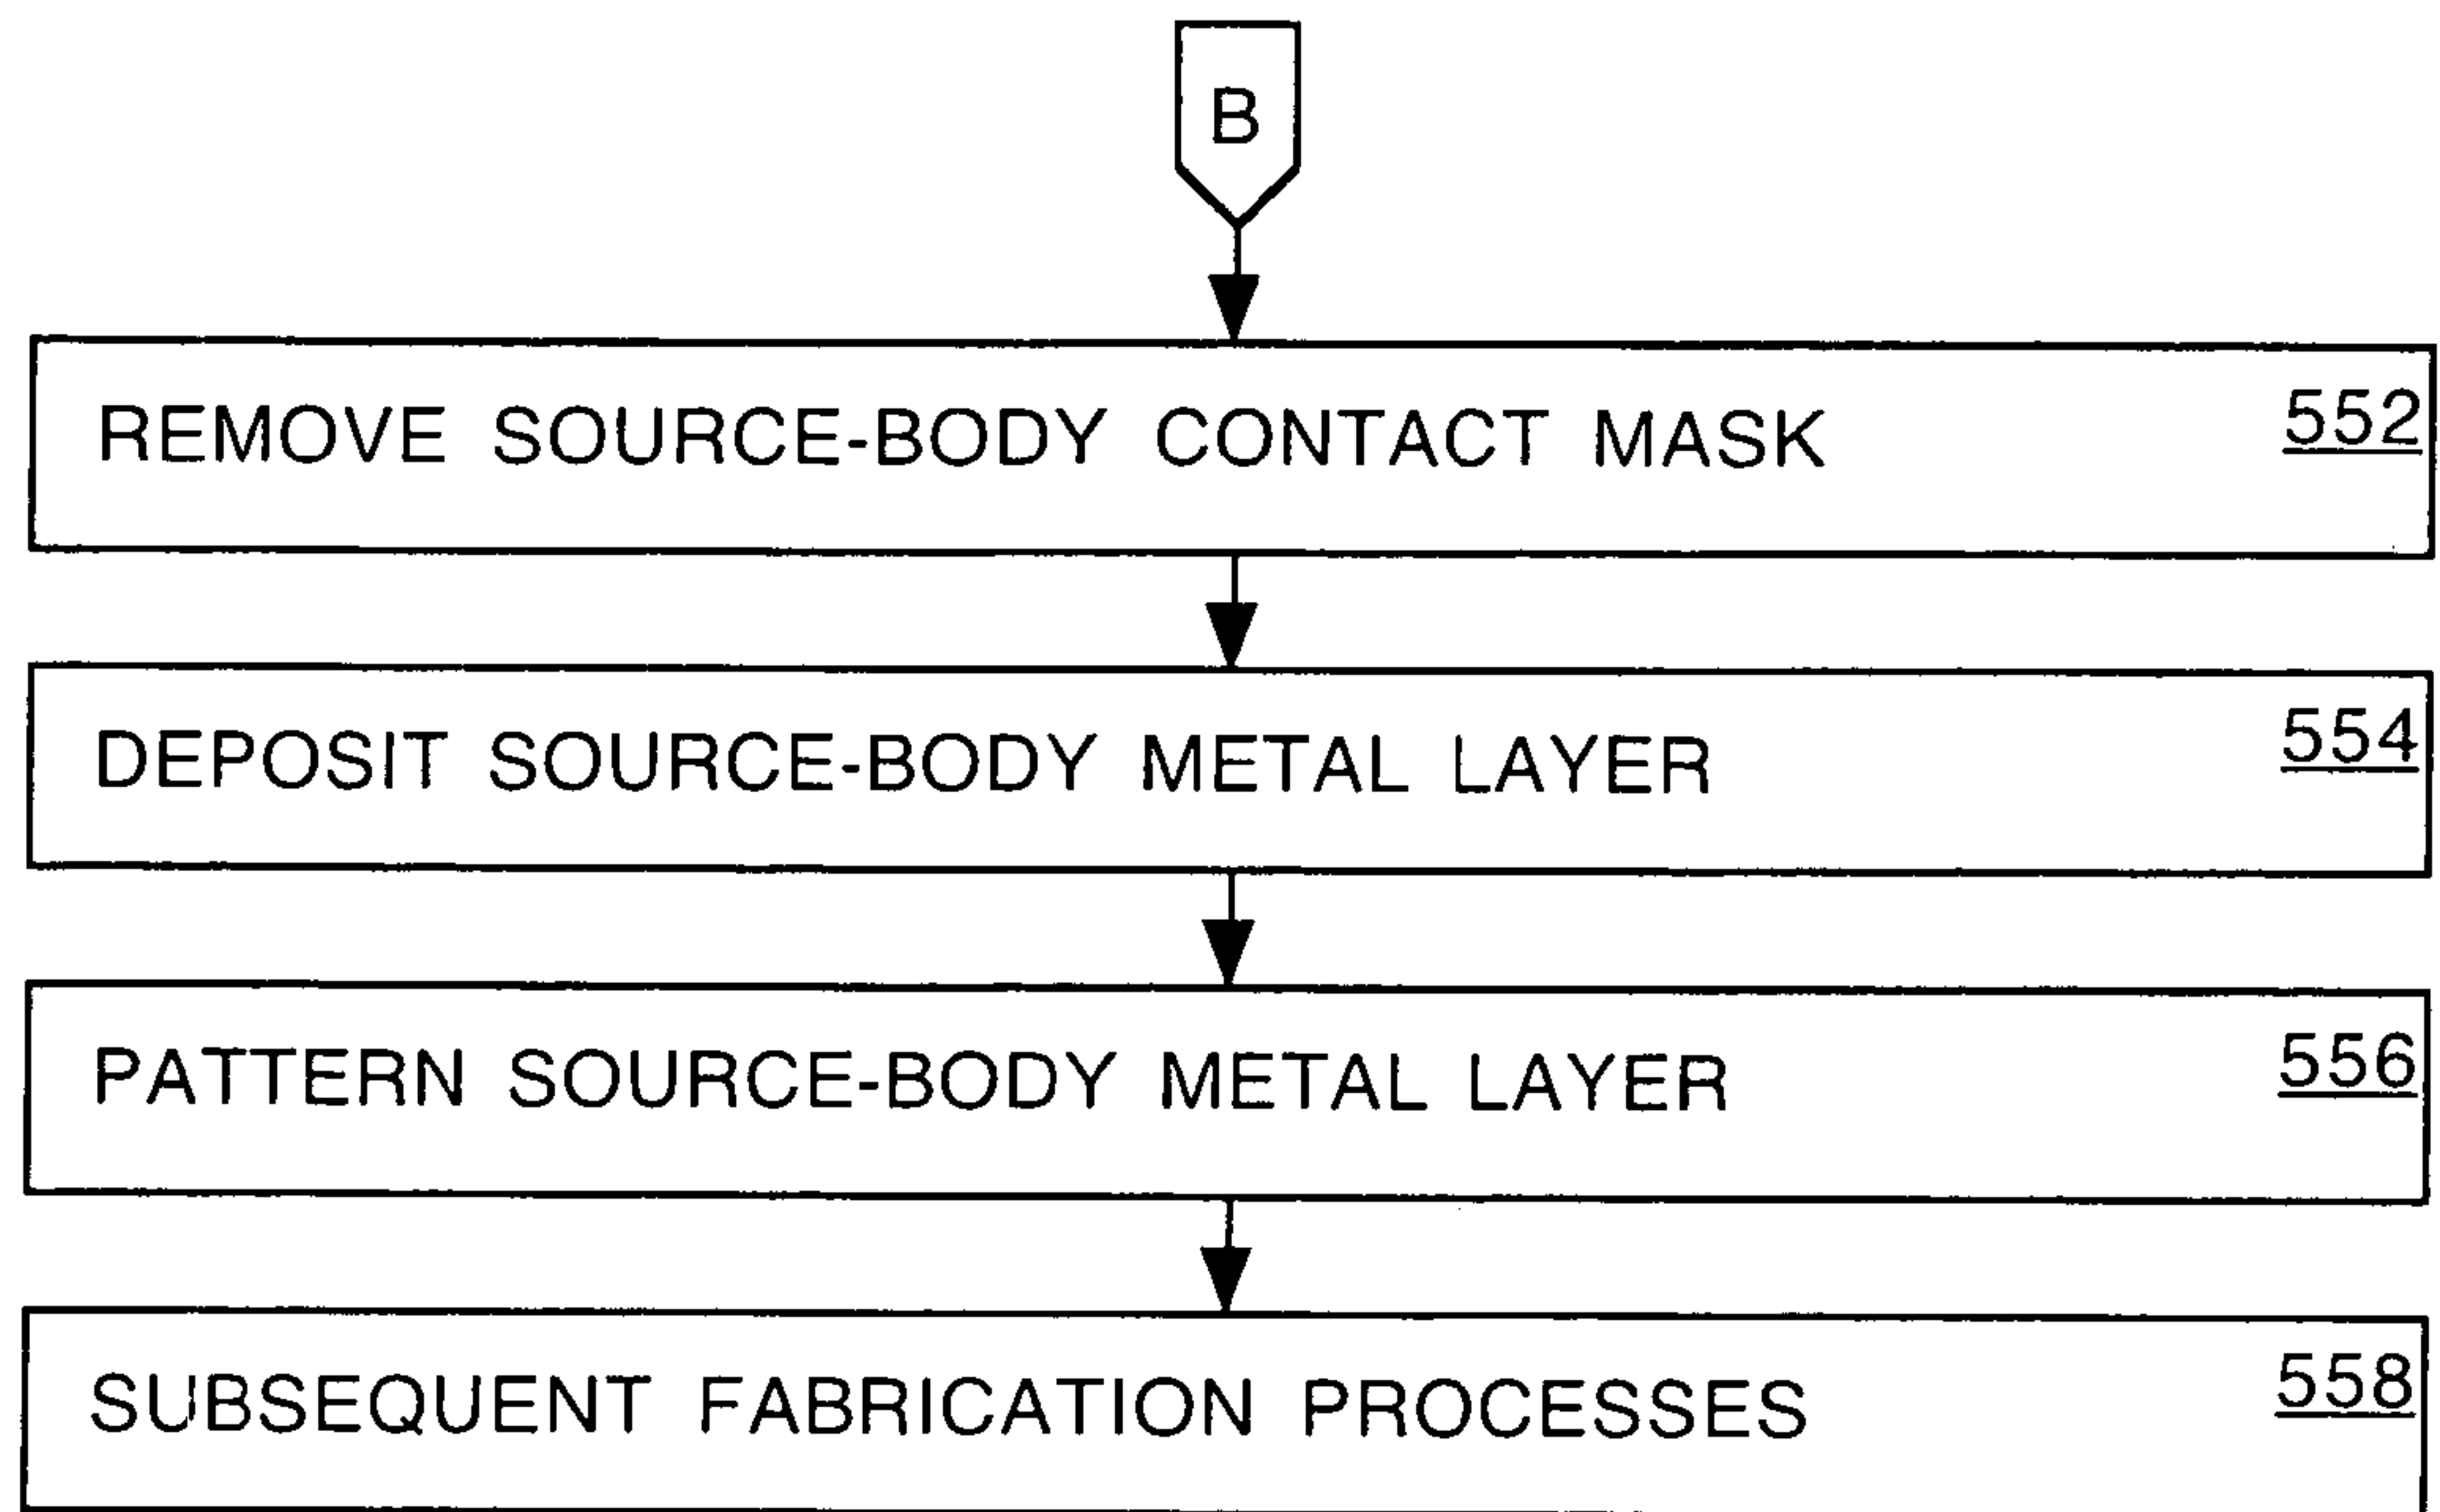 B
REMOVE SOURCE-BODY CONTACT MASK 552
DEPOSIT SOURCE-BODY METAL LAYER 554
PATTERN SOURCE-BODY METAL LAYER 556
SUBSEQUENT FABRICATION PROCESSES 558